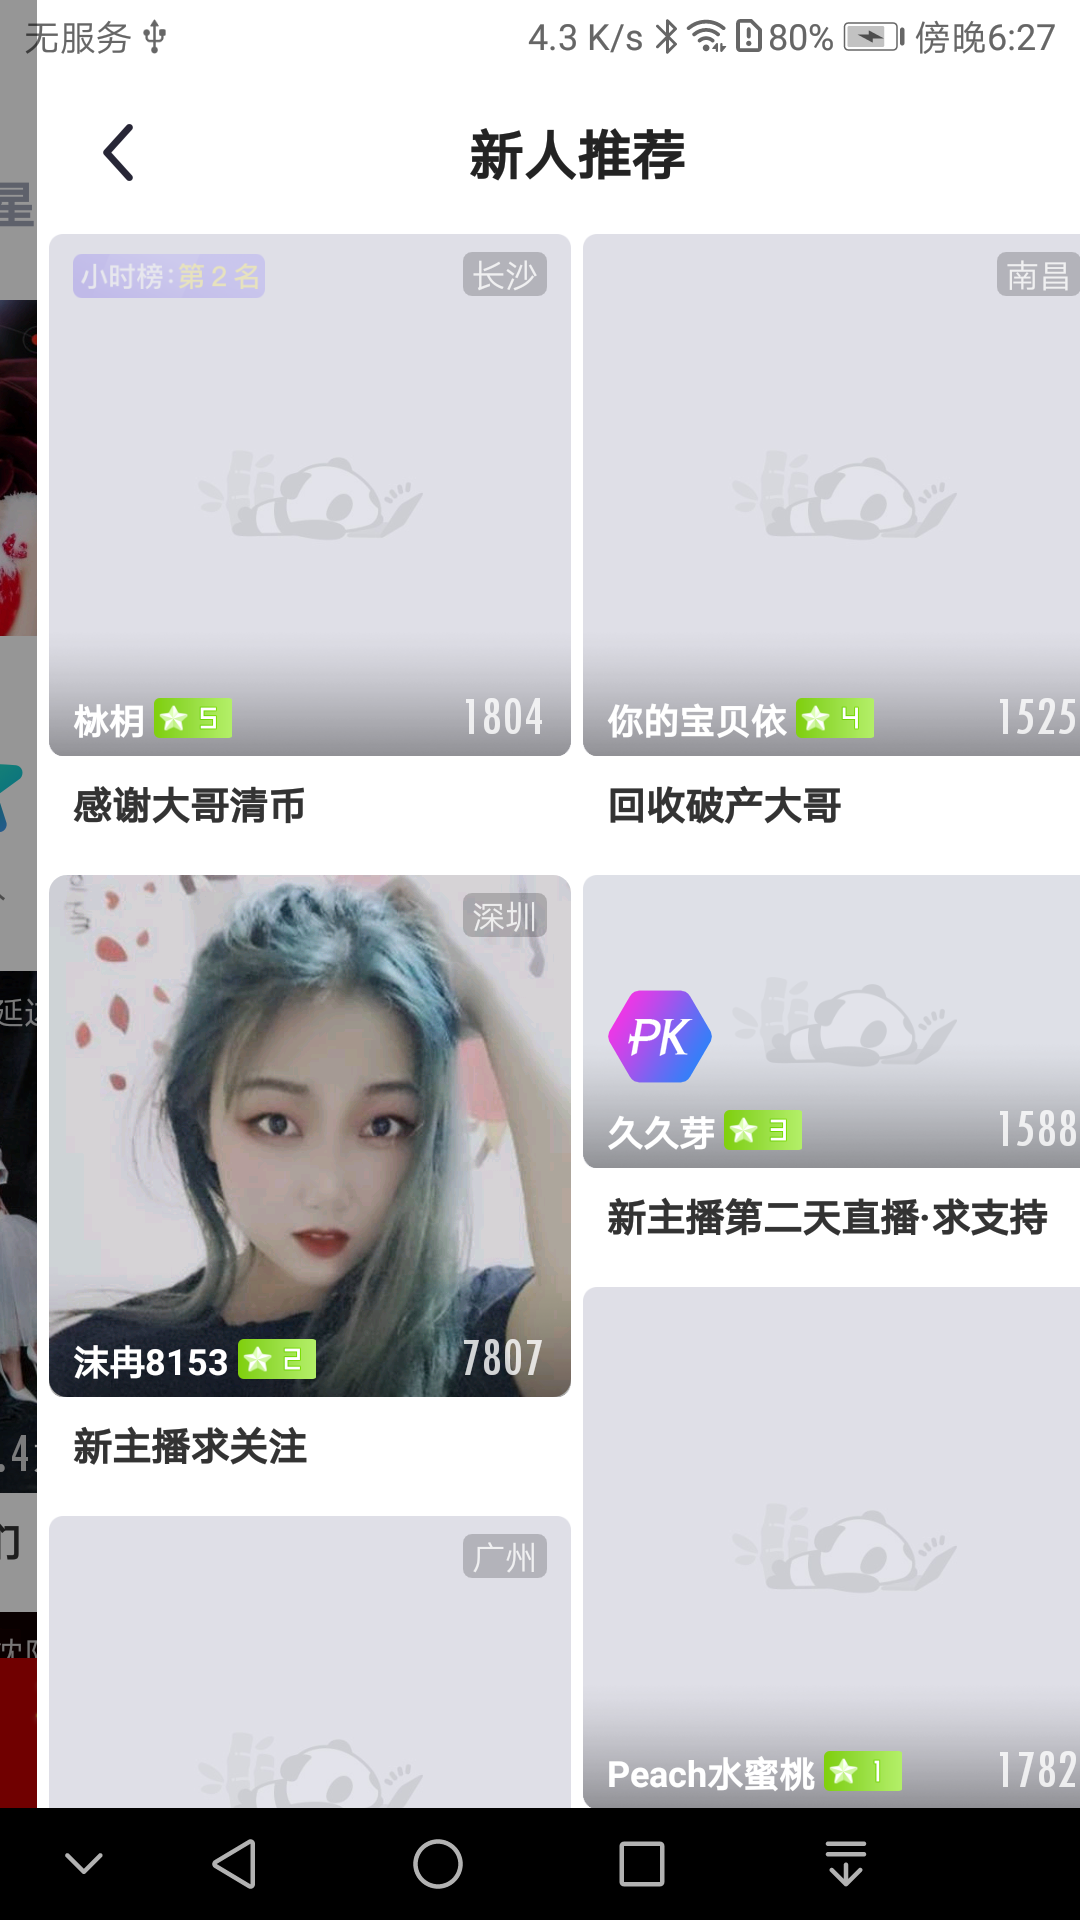 无服务 4.3 K/s 80% 傍晚6:27
新人推荐
星
小时榜:第2名 长沙
南昌
楙枂 5 1804
你的宝贝依 4 1525
感谢大哥清币
回收破产大哥
深圳
PK
久久芽 3 1588
新主播第二天直播·求支持
沫冉8153 2 7807
新主播求关注
广州
Peach水蜜桃 1 1782